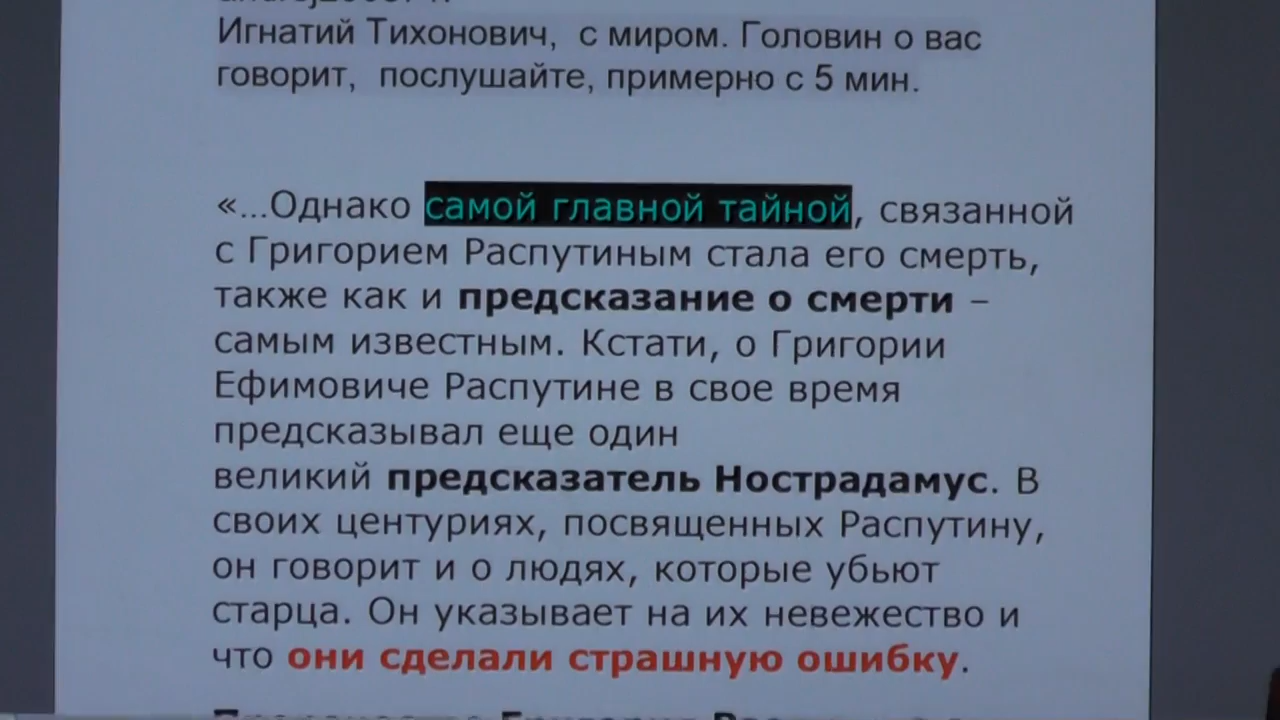 Игнатий Тихонович, с миром. Головин о вас
говорит, послушайте, примерно с 5 мин.
«...Однако самой главной тайной, связанной
с Григорием Распутиным стала его смерть,
также как и предсказание о смерти –
самым известным. Кстати, о Григории
Ефимовиче Распутине в свое время
предсказывал еще один
великий предсказатель Нострадамус. В
своих центуриях, посвященных Распутину,
он говорит и о людях, которые убьют
старца. Он указывает на их невежество и
что они сделали страшную ошибку.